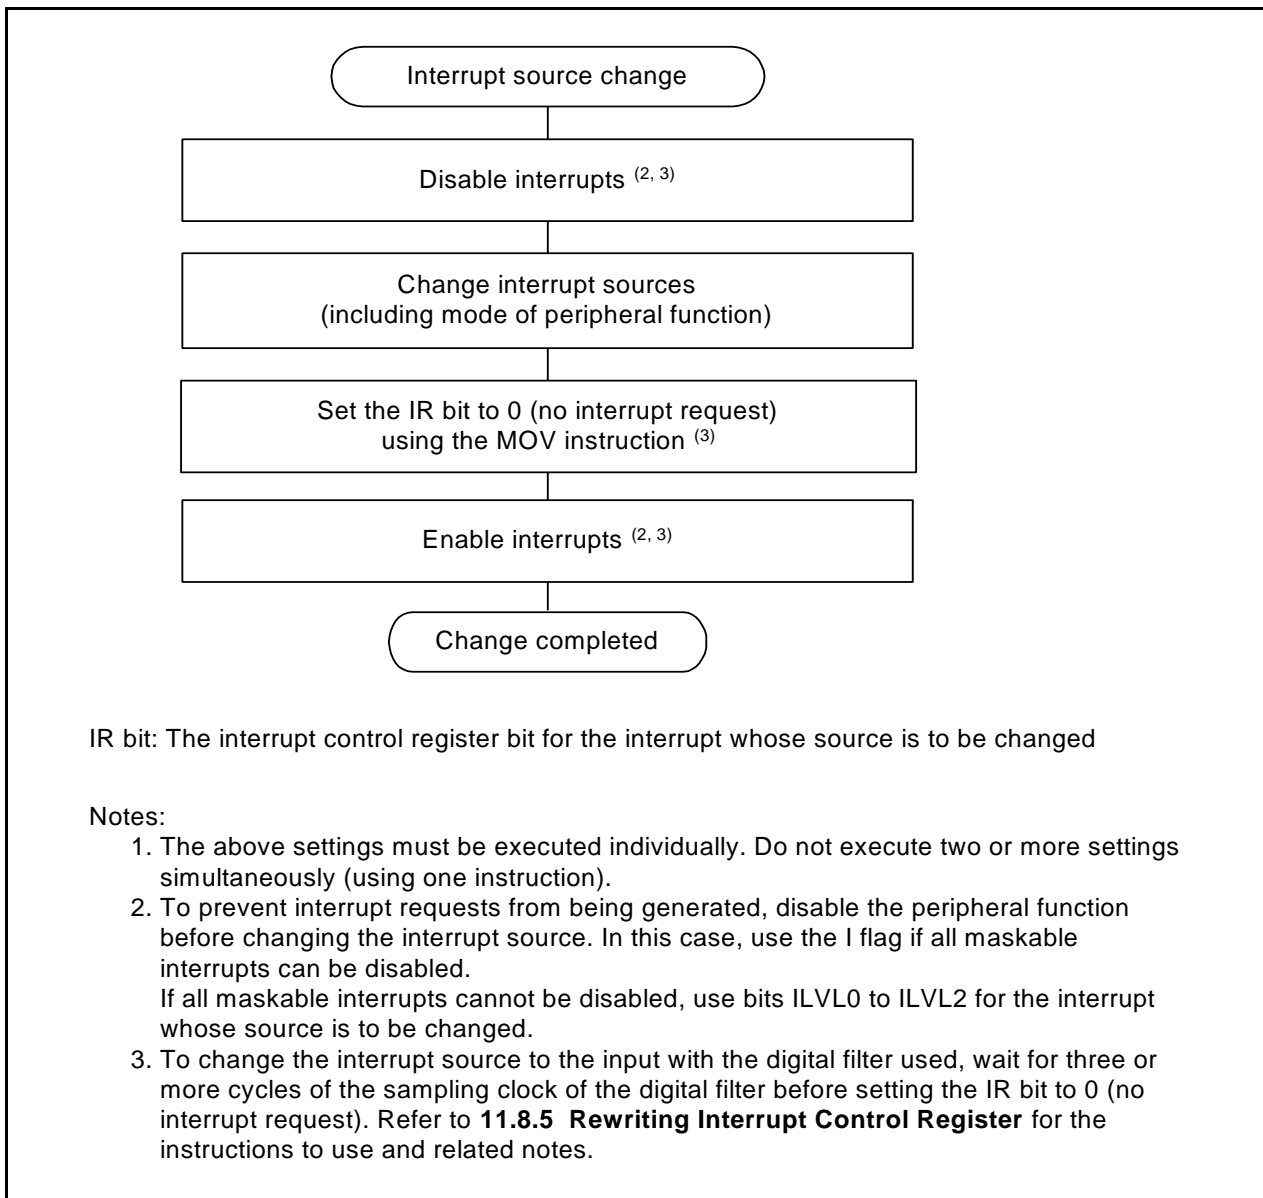 Interrupt source change
Disable interrupts (2, 3)
Change interrupt sources
(including mode of peripheral function)
Set the IR bit to 0 (no interrupt request)
using the MOV instruction (3)
Enable interrupts (2, 3)
Change completed
IR bit: The interrupt control register bit for the interrupt whose source is to be changed
Notes:
1. The above settings must be executed individually. Do not execute two or more settings
simultaneously (using one instruction).
2. To prevent interrupt requests from being generated, disable the peripheral function
before changing the interrupt source. In this case, use the I flag if all maskable
interrupts can be disabled.
If all maskable interrupts cannot be disabled, use bits ILVL0 to ILVL2 for the interrupt
whose source is to be changed.
3. To change the interrupt source to the input with the digital filter used, wait for three or
more cycles of the sampling clock of the digital filter before setting the IR bit to 0 (no
interrupt request). Refer to 11.8.5 Rewriting Interrupt Control Register for the
instructions to use and related notes.